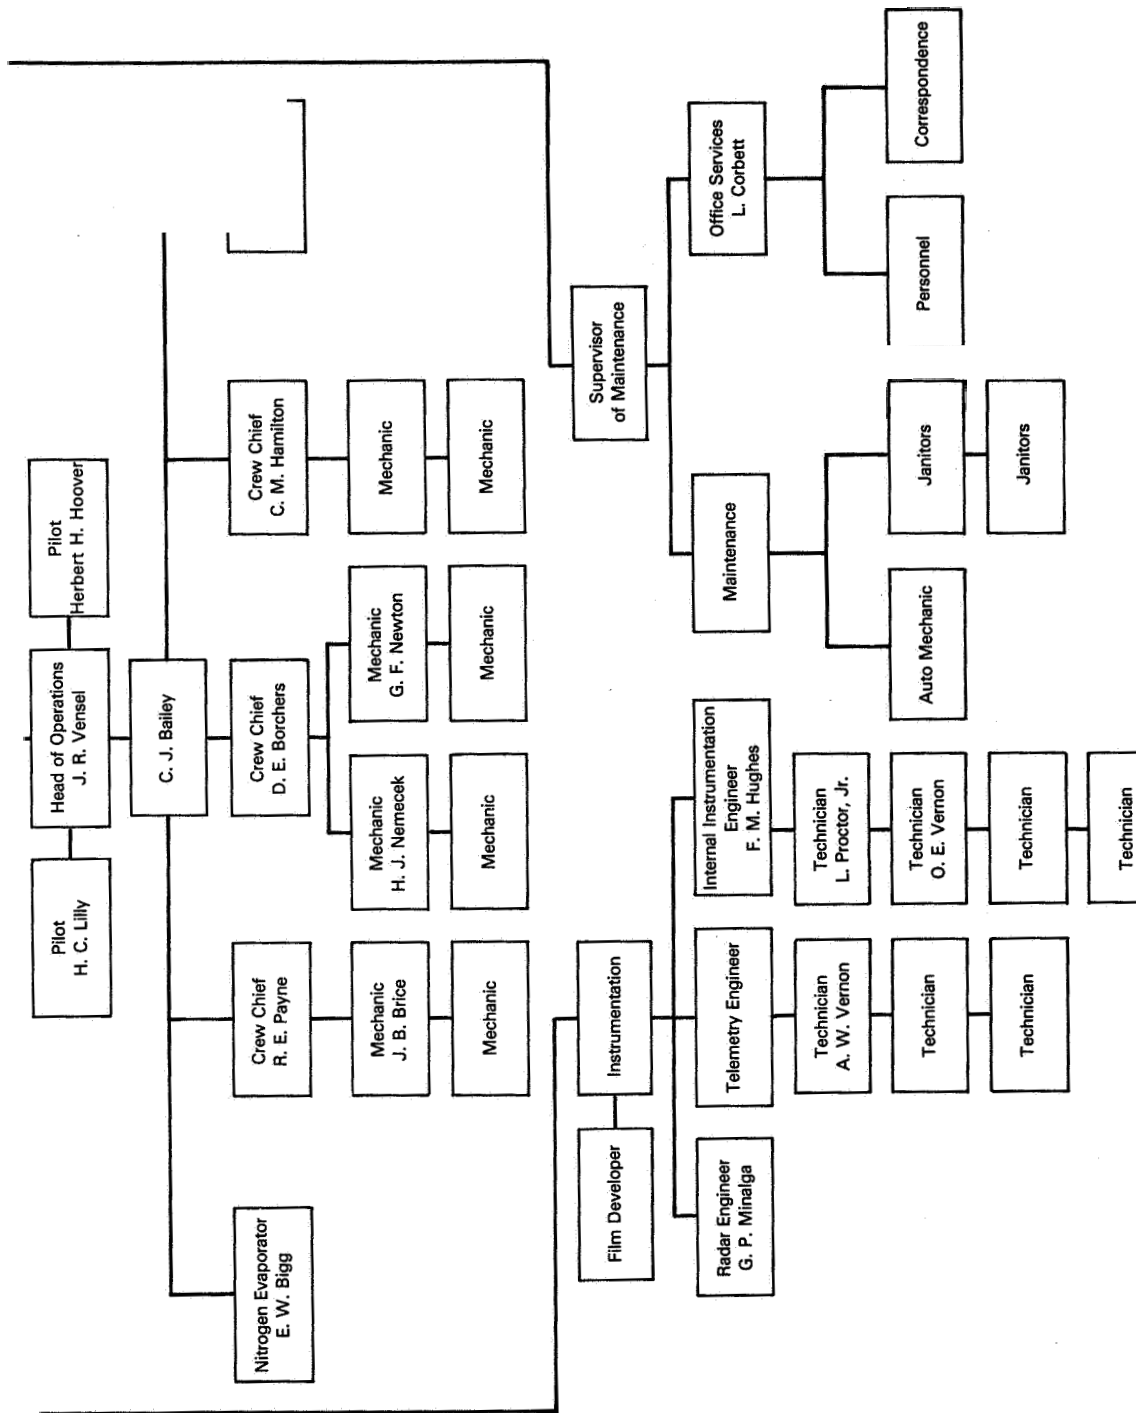 Pilot
H. C. Lilly
Head of Operations
J. R. Vensel
Pilot
Herbert H. Hoover
C. J. Bailey
Nitrogen Evaporator
E. W. Bigg
Crew Chief
R. E. Payne
Crew Chief
D. E. Borchers
Crew Chief
C. M. Hamilton
Mechanic
J. B. Brice
Mechanic
H. J. Nemecek
Mechanic
G. F. Newton
Mechanic
Mechanic
Mechanic
Mechanic
Mechanic
Film Developer
Instrumentation
Supervisor
of Maintenance
Radar Engineer
G. P. Minalga
Telemetry Engineer
Internal Instrumentation
Engineer
F. M. Hughes
Maintenance
Office Services
L. Corbett
Technician
A. W. Vernon
Technician
L. Proctor, Jr.
Technician
Technician
O. E. Vernon
Auto Mechanic
Janitors
Personnel
Correspondence
Technician
Technician
Janitors
Technician